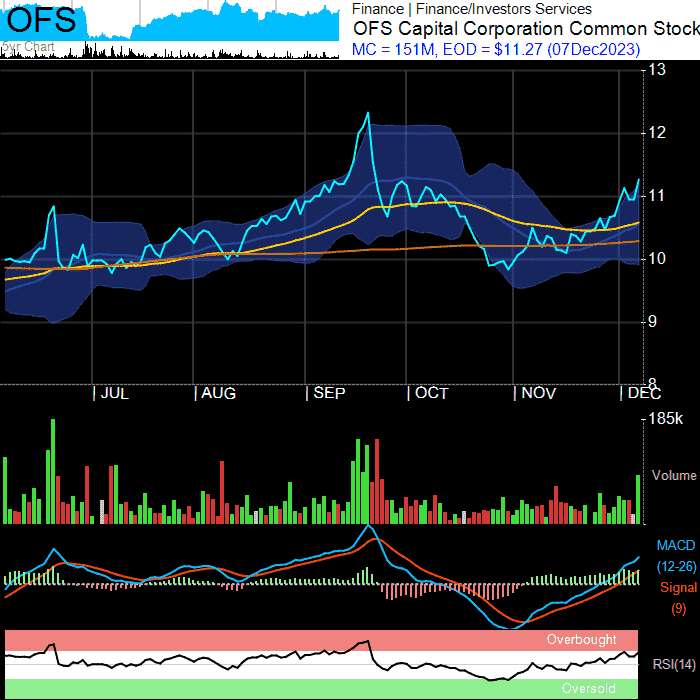 OFS
5yr Chart
Finance | Finance/Investors Services
OFS Capital Corporation Common Stock
MC = 151M, EOD = $11.27 (07Dec2023)
13
12
11
10
9
8
JUL AUG SEP OCT NOV DEC
185k
Volume
MACD
(12-26)
Signal
(9)
Overbought
RSI(14)
Oversold